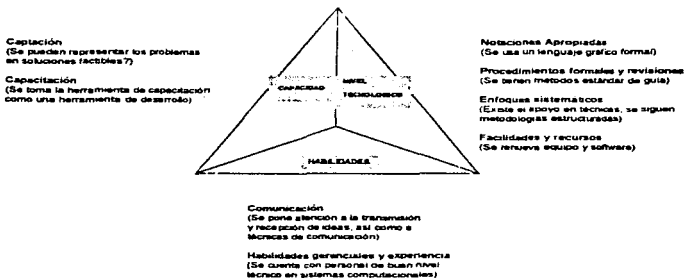 Captación
(Se pueden representar los problemas
en soluciones factibles?)
Capacitación
(Se toma la herramienta de capacitación
como una herramienta de desarrollo)
CAPACIDAD
NIVEL
TECNOLOGICO
HABILIDADES
Notaciones Apropiadas
(Se usa un lenguaje gráfico formal)
Procedimientos formales y revisiones
(Se tienen métodos estándar de guía)
Enfoques sistemáticos
(Existe el apoyo en técnicas, se siguen
metodologías estructuradas)
Facilidades y recursos
(Se renueva equipo y software)
Comunicación
(Se pone atención a la transmisión
y recepción de ideas, así como a
técnicas de comunicación)
Habilidades gerenciales y experiencia
(Se cuenta con personal de buen nivel
técnico en sistemas computacionales)